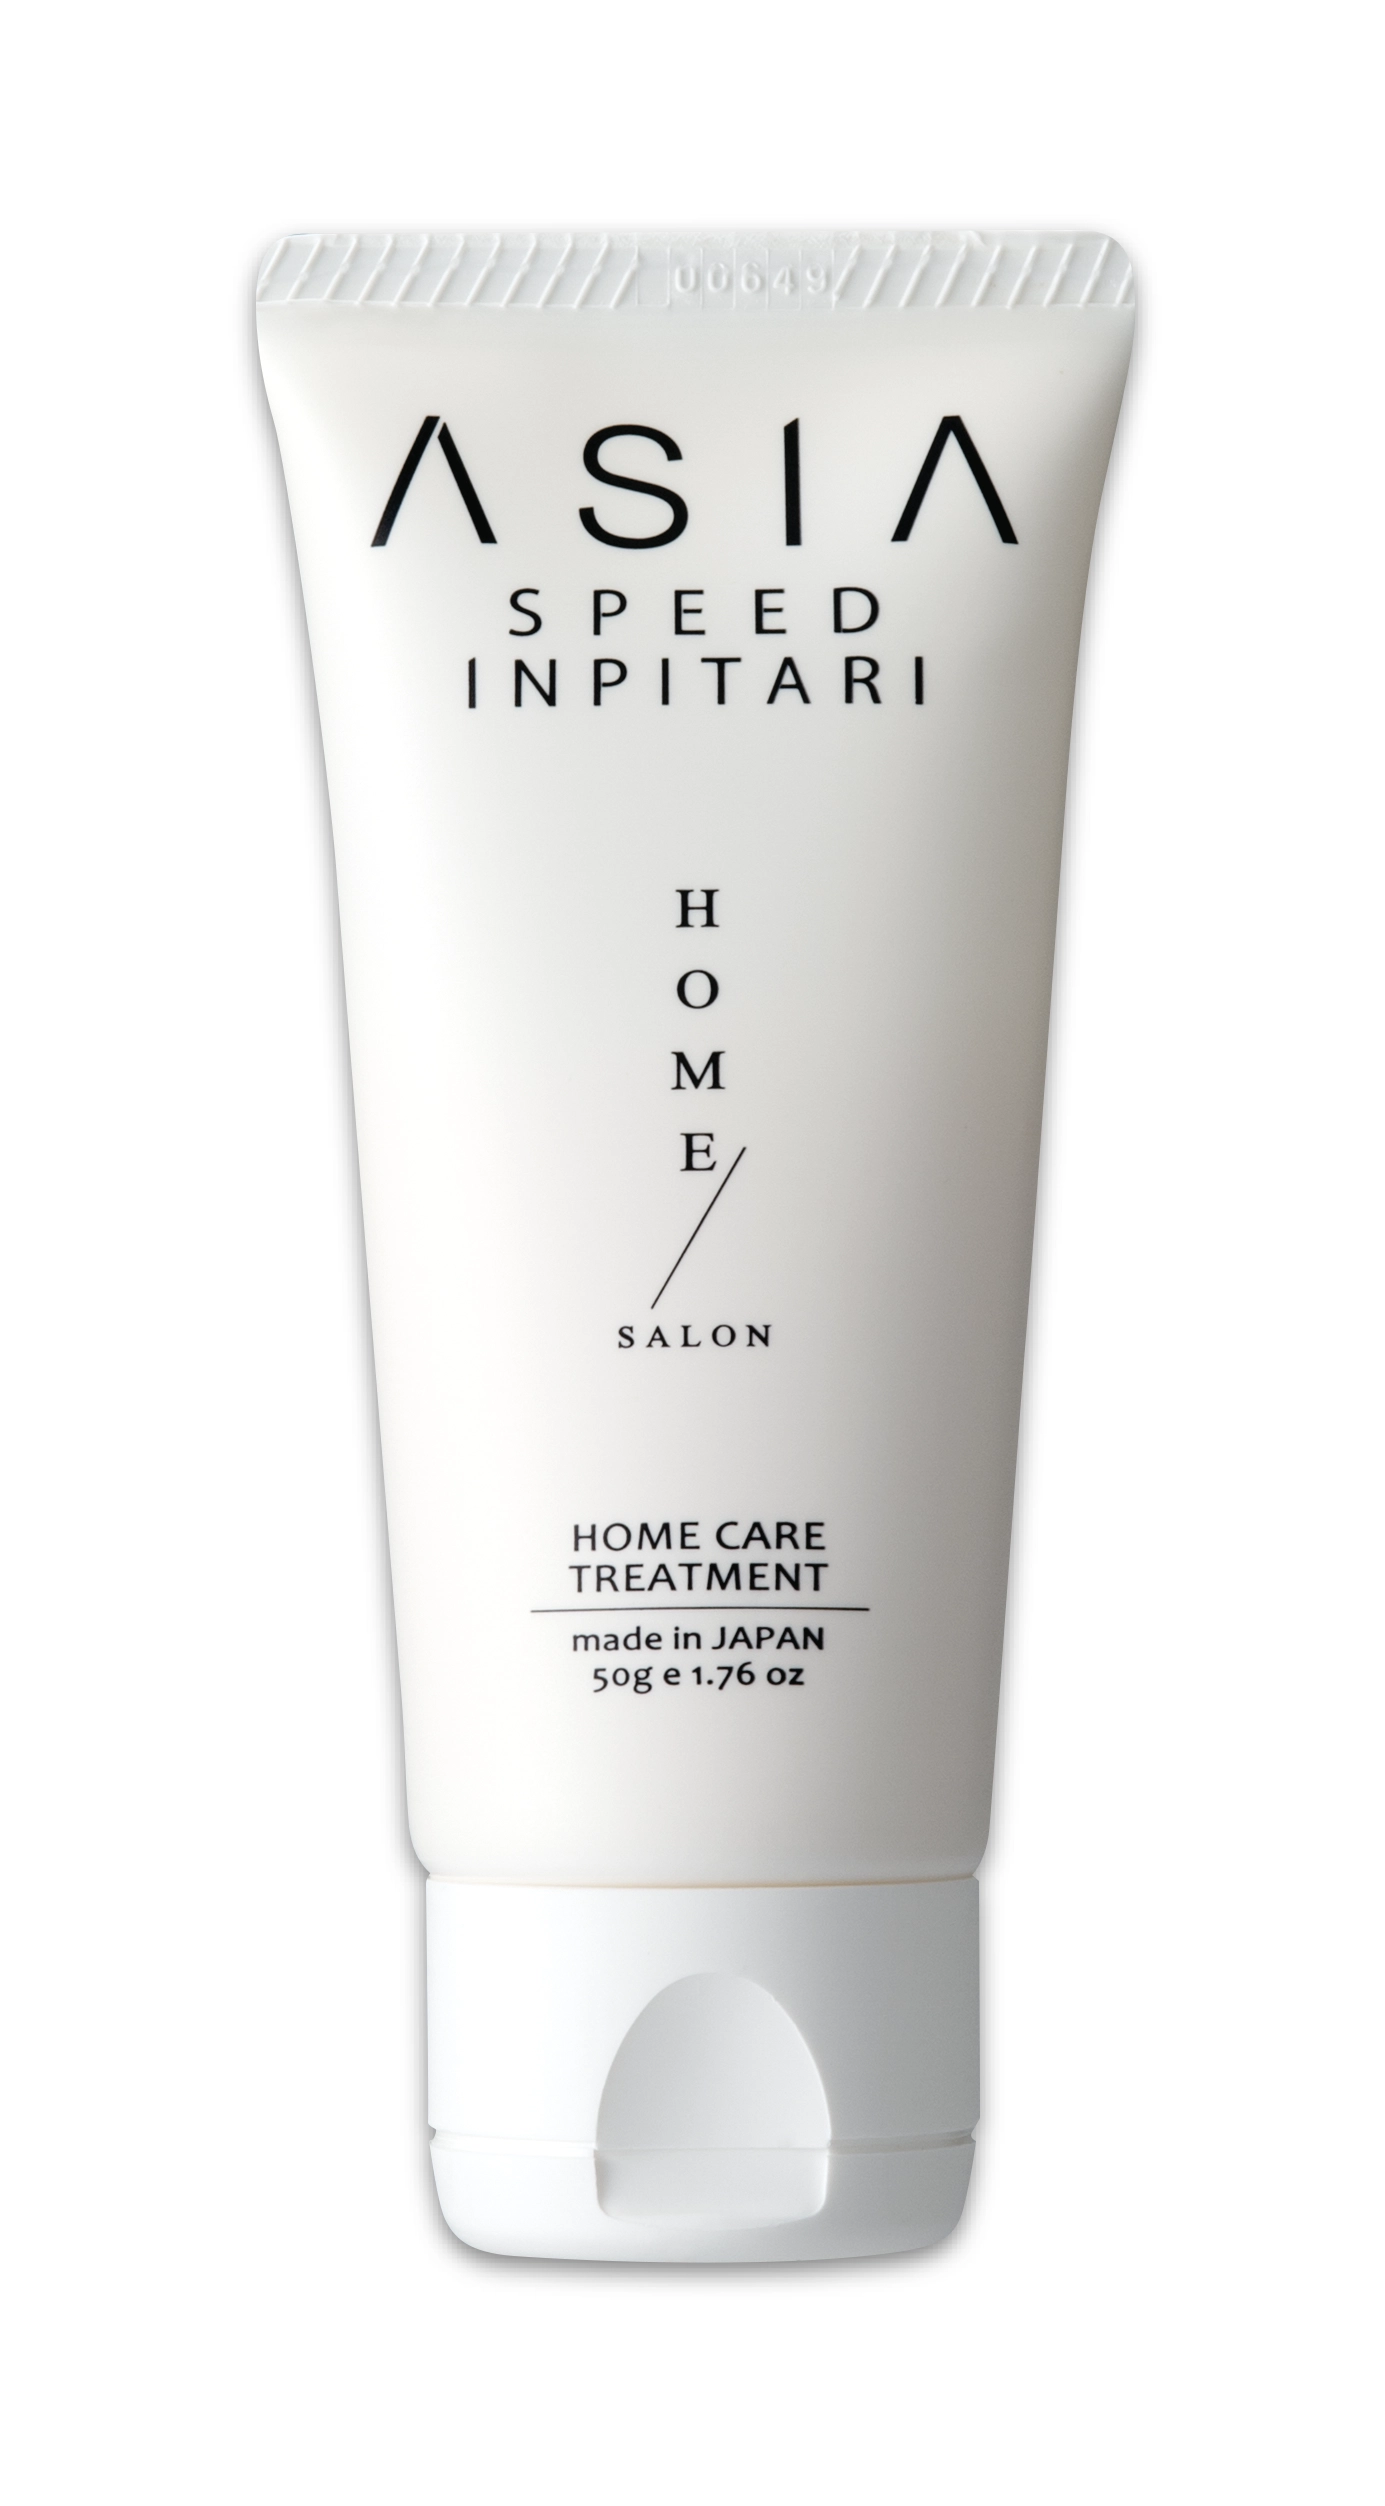 00649
ASIA
SPEED
INPITARI
H
O
M
E
SALON
HOME CARE
TREATMENT
made in JAPAN
50g e 1.76 oz